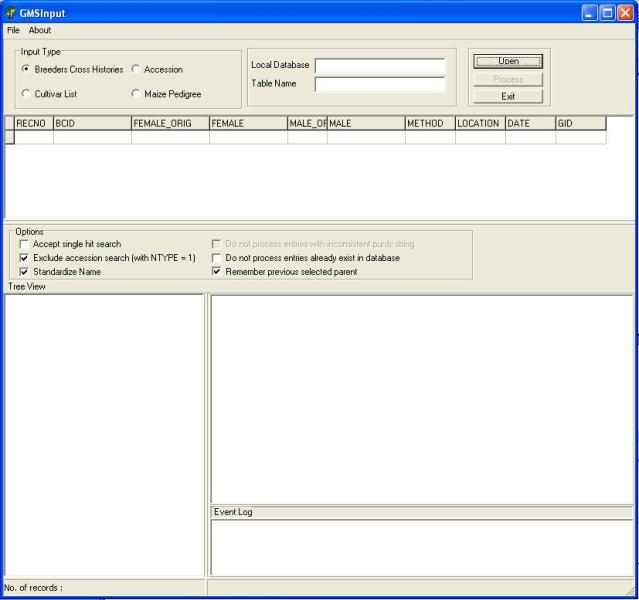 GMSInput
File About
Input Type
Breeders Cross Histories Accession
Cultivar List Maize Pedigree
Local Database
Table Name
Open
Process
Exit
RECNO BCID FEMALE_ORIG FEMALE MALE_OF MALE METHOD LOCATION DATE GID
Options
Accept single hit search Do not process entries with inconsistent purdy string
Exclude accession search (with NTYPE = 1) Do not process entries already exist in database
Standardize Name Remember previous selected parent
Tree View
Event Log
No. of records :